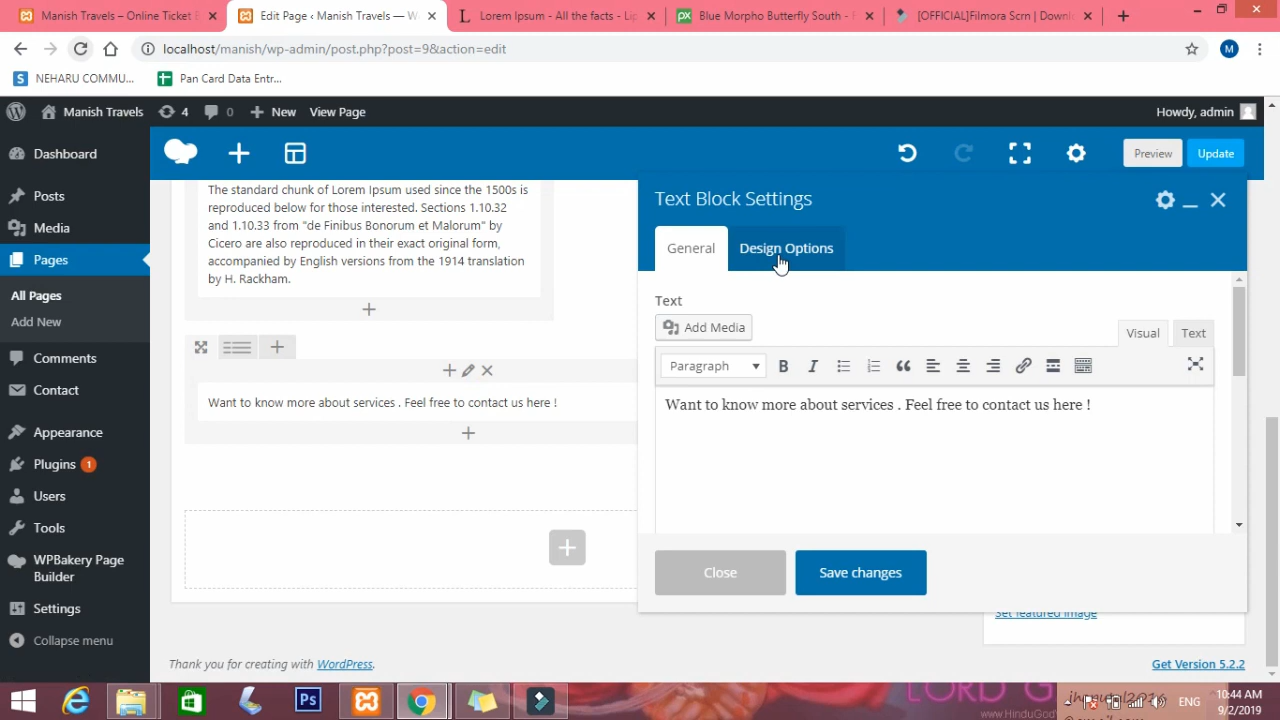 Manish Travels - Online Ticket B
Edit Page ‹ Manish Travels — W
Lorem Ipsum - All the facts - Lip
Blue Morpho Butterfly South - F
[OFFICIAL]Filmora Scrn | Downl
localhost/manish/wp-admin/post.php?post=9&action=edit
M
NEHARU COMMU...
Pan Card Data Entr...
Manish Travels
4
0
New
View Page
Howdy, admin
Dashboard
Posts
Media
Pages
All Pages
Add New
Comments
Contact
Appearance
Plugins 1
Users
Tools
WPBakery Page
Builder
Settings
Collapse menu
Preview
Update
The standard chunk of Lorem Ipsum used since the 1500s is
reproduced below for those interested. Sections 1.10.32
and 1.10.33 from "de Finibus Bonorum et Malorum" by
Cicero are also reproduced in their exact original form,
accompanied by English versions from the 1914 translation
by H. Rackham.
Want to know more about services . Feel free to contact us here !
Text Block Settings
General
Design Options
Text
Add Media
Visual
Text
Paragraph
B
I
Want to know more about services . Feel free to contact us here !
Close
Save changes
Set featured image
Thank you for creating with WordPress.
Get Version 5.2.2
Ps
LORD G
www.HinduGod
ENG
10:44 AM
9/2/2019